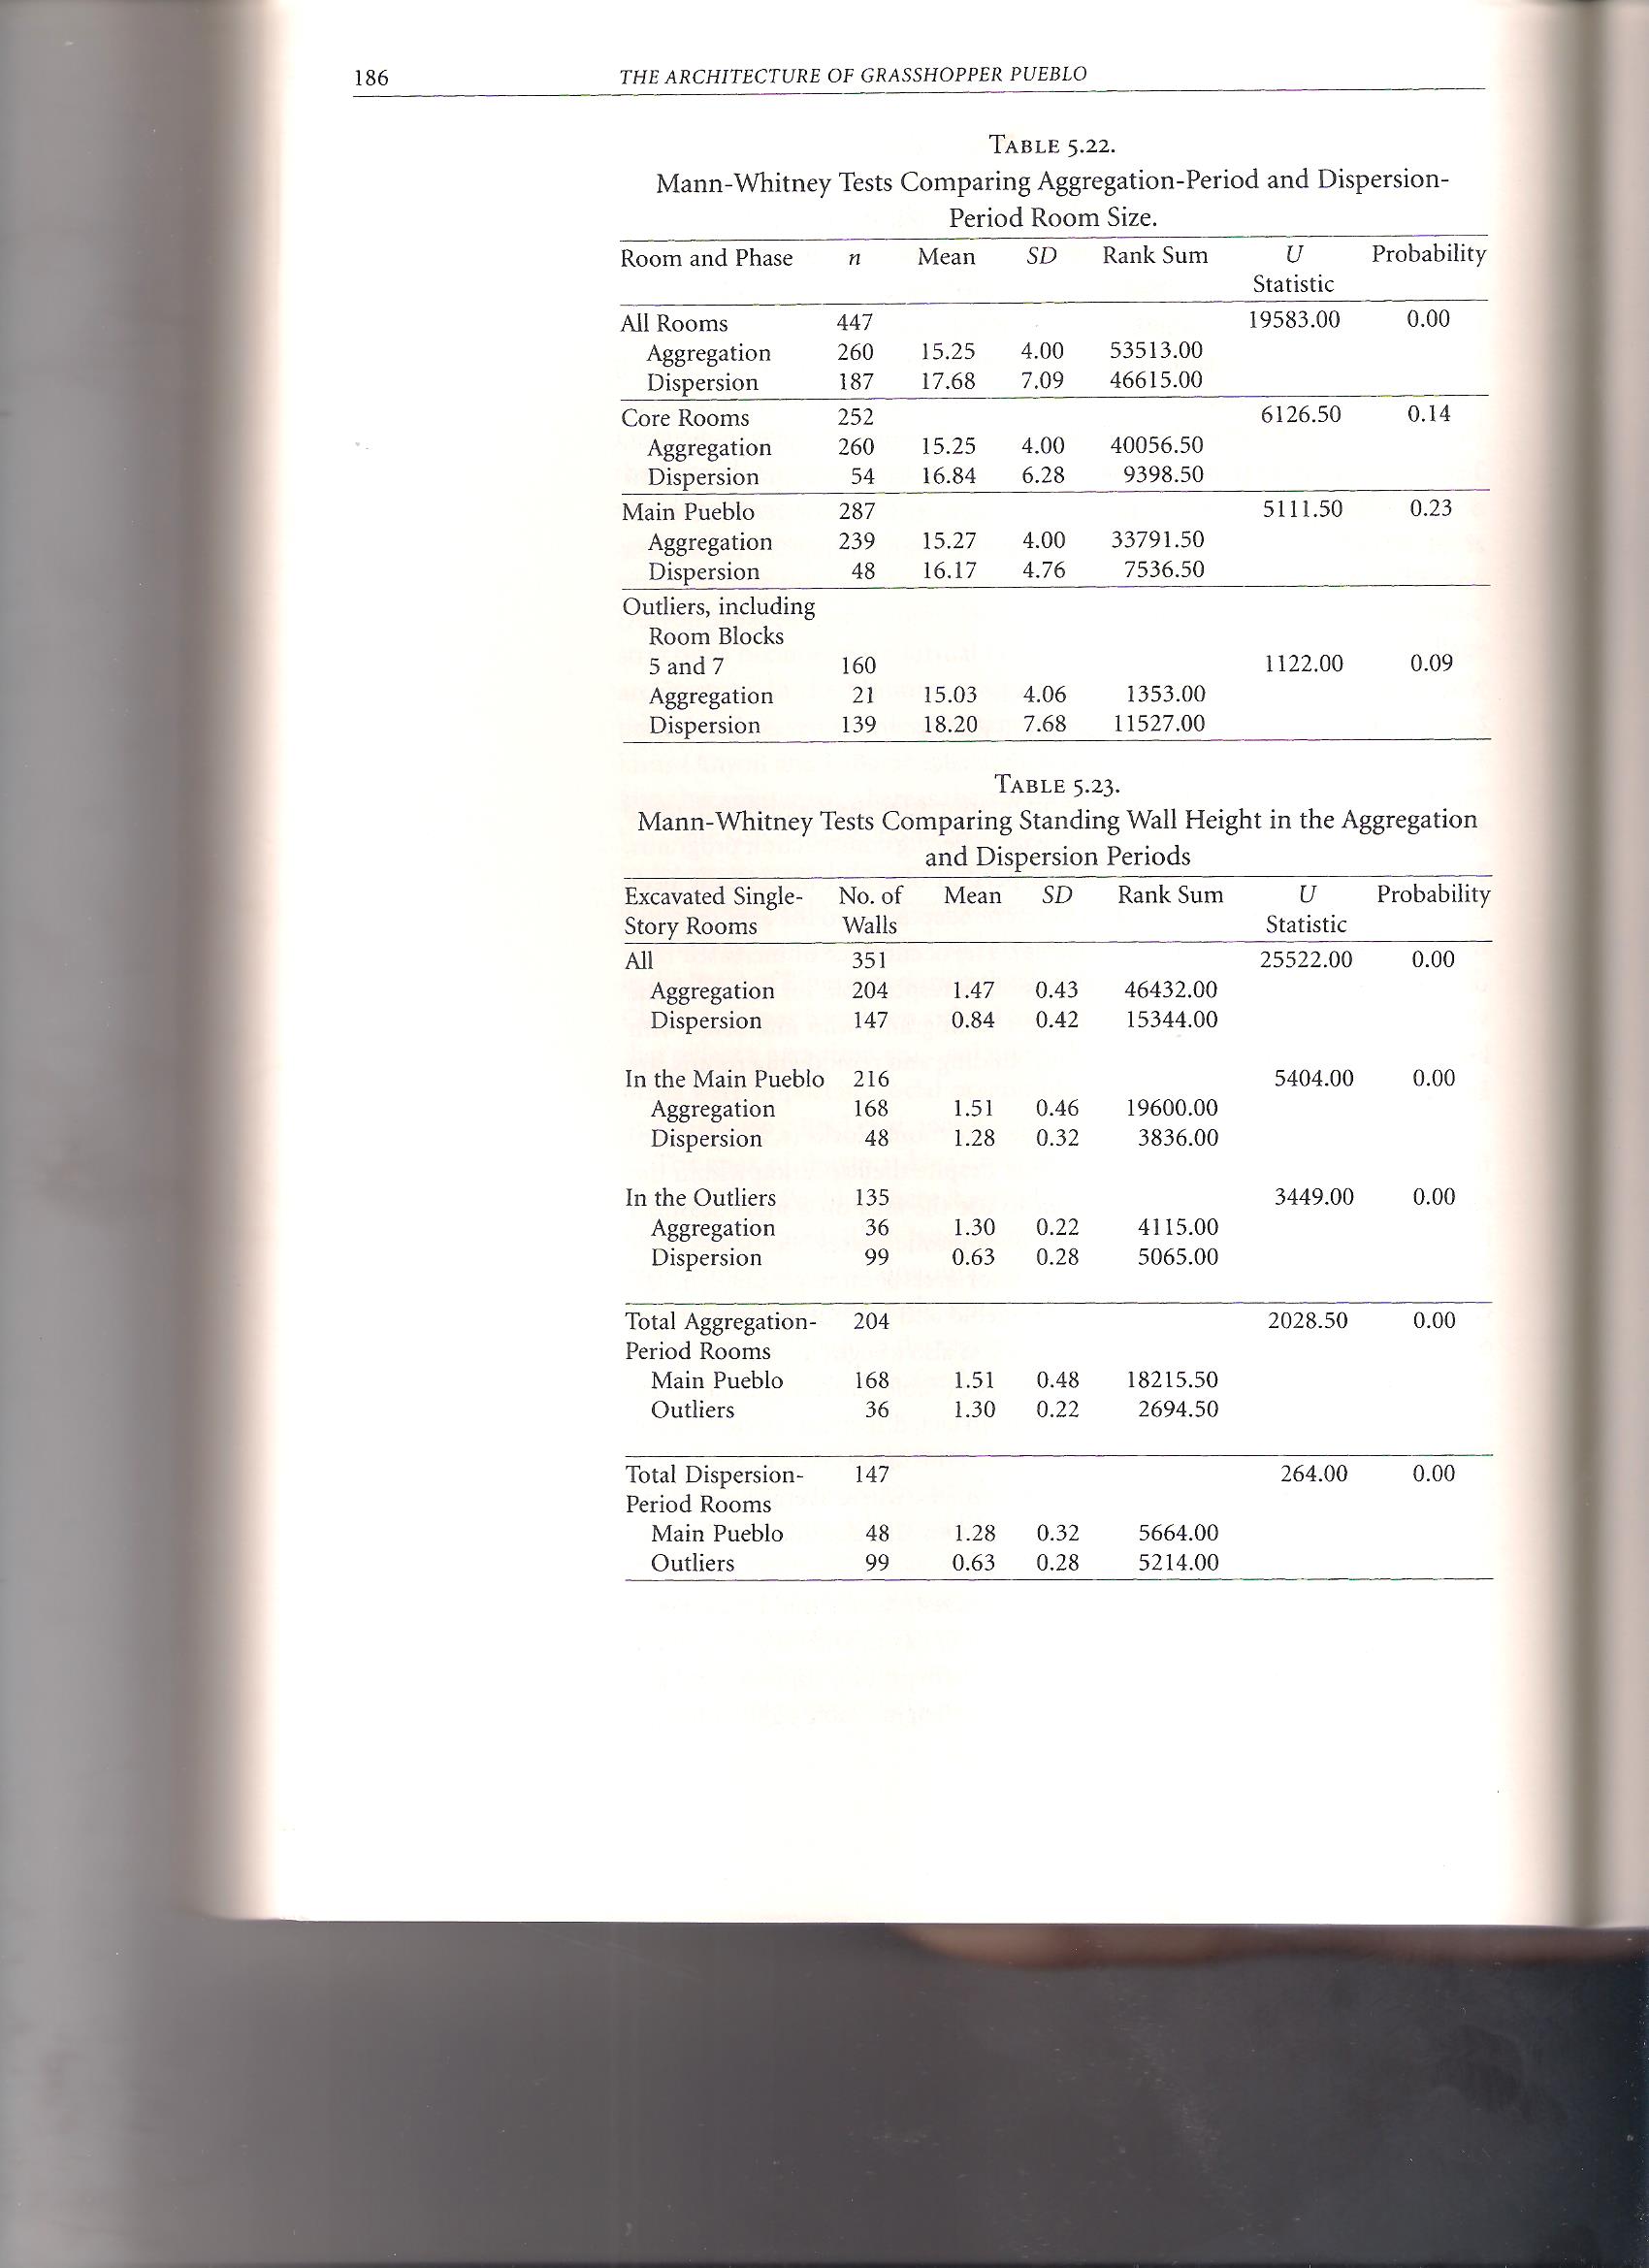 186 THE ARCHITECTURE OF GRASSHOPPER PUEBLO
TABLE 5.22.
Mann-Whitney Tests Comparing Aggregation-Period and Dispersion-
Period Room Size.
Room and Phase n Mean SD Rank Sum U Probability
Statistic
All Rooms 447 19583.00 0.00
Aggregation 260 15.25 4.00 53513.00
Dispersion 187 17.68 7.09 46615.00
Core Rooms 252 6126.50 0.14
Aggregation 260 15.25 4.00 40056.50
Dispersion 54 16.84 6.28 9398.50
Main Pueblo 287 5111.50 0.23
Aggregation 239 15.27 4.00 33791.50
Dispersion 48 16.17 4.76 7536.50
Outliers, including
Room Blocks
5 and 7 160 1122.00 0.09
Aggregation 21 15.03 4.06 1353.00
Dispersion 139 18.20 7.68 11527.00
TABLE 5.23.
Mann-Whitney Tests Comparing Standing Wall Height in the Aggregation
and Dispersion Periods
Excavated Single- No. of Mean SD Rank Sum U Probability
Story Rooms Walls Statistic
All 351 25522.00 0.00
Aggregation 204 1.47 0.43 46432.00
Dispersion 147 0.84 0.42 15344.00
In the Main Pueblo 216 5404.00 0.00
Aggregation 168 1.51 0.46 19600.00
Dispersion 48 1.28 0.32 3836.00
In the Outliers 135 3449.00 0.00
Aggregation 36 1.30 0.22 4115.00
Dispersion 99 0.63 0.28 5065.00
Total Aggregation- 204 2028.50 0.00
Period Rooms
Main Pueblo 168 1.51 0.48 18215.50
Outliers 36 1.30 0.22 2694.50
Total Dispersion- 147 264.00 0.00
Period Rooms
Main Pueblo 48 1.28 0.32 5664.00
Outliers 99 0.63 0.28 5214.00